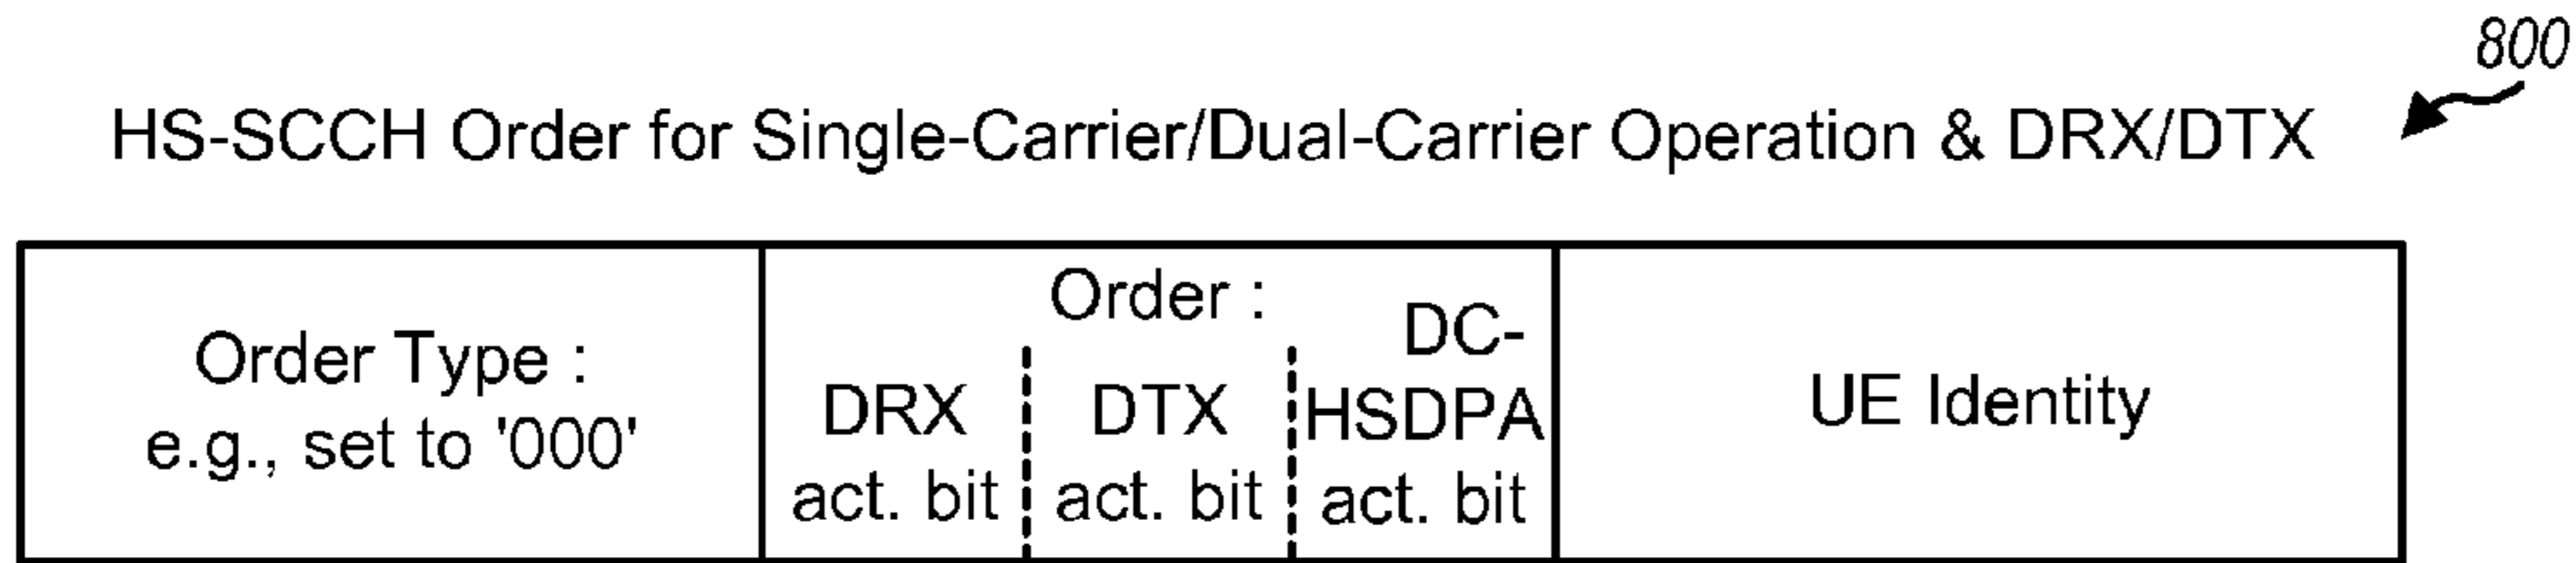 800
HS-SCCH Order for Single-Carrier/Dual-Carrier Operation & DRX/DTX
Order Type :
e.g., set to '000'
Order :
DRX
act. bit
DTX
act. bit
DC-
HSDPA
act. bit
UE Identity